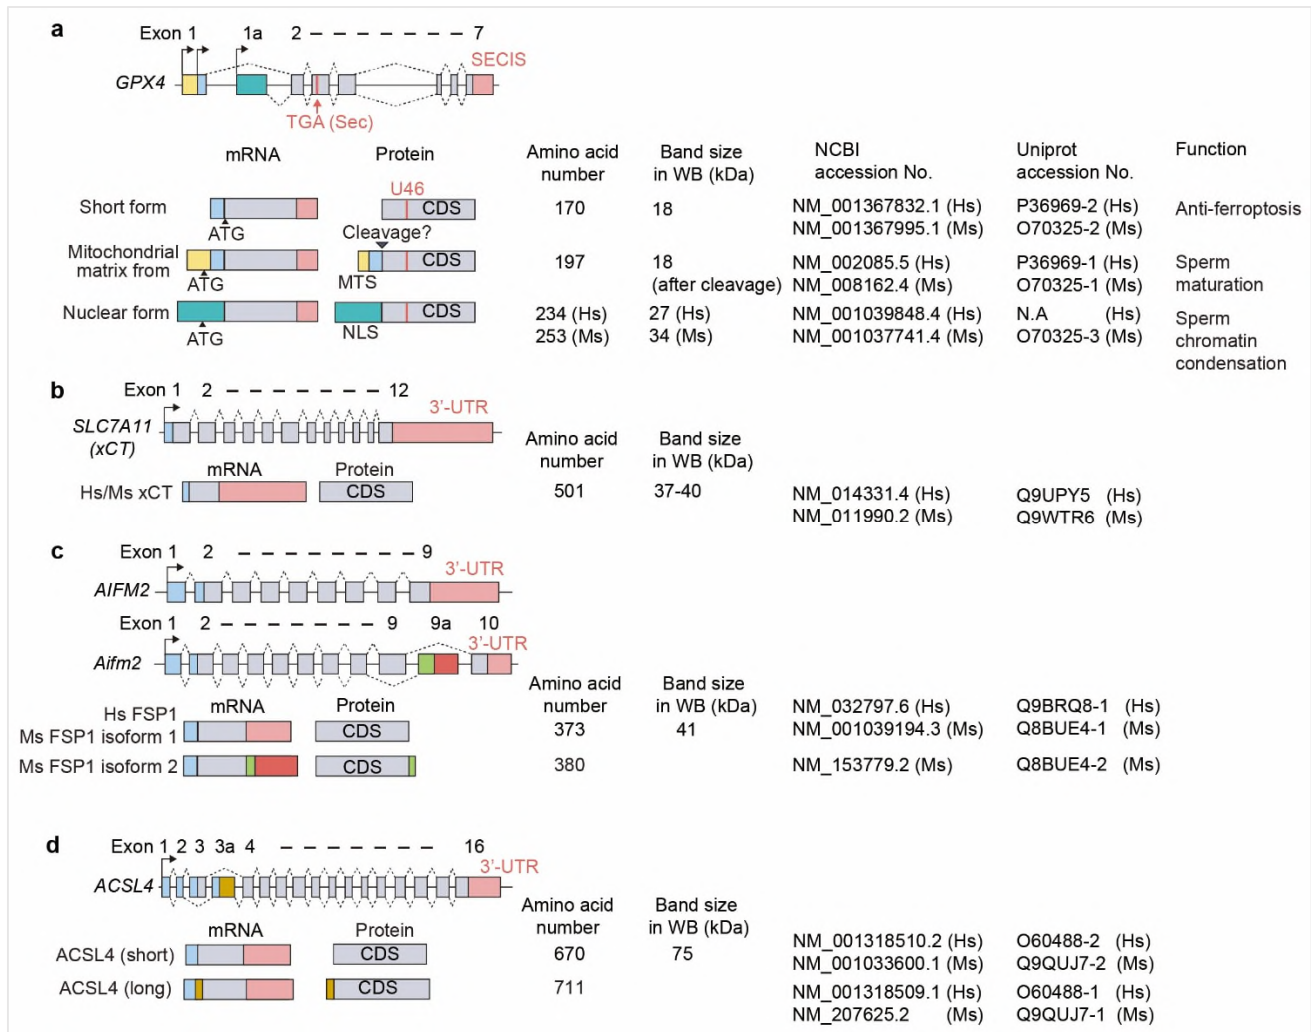 a
Exon 1 1a 2 – – – – – – – – 7
SECIS
GPX4
TGA (Sec)
mRNA Protein Amino acid number Band size in WB (kDa) NCBI accession No. Uniprot accession No. Function
U46
Short form ATG CDS 170 18 NM_001367832.1 (Hs) P36969-2 (Hs) Anti-ferroptosis
NM_001367995.1 (Ms) O70325-2 (Ms)
Cleavage?
Mitochondrial matrix from ATG MTS CDS 197 18 (after cleavage) NM_002085.5 (Hs) P36969-1 (Hs) Sperm maturation
NM_008162.4 (Ms) O70325-1 (Ms)
Nuclear form ATG NLS CDS 234 (Hs) 27 (Hs) NM_001039848.4 (Hs) N.A (Hs) Sperm chromatin condensation
253 (Ms) 34 (Ms) NM_001037741.4 (Ms) O70325-3 (Ms)
b
Exon 1 2 – – – – – – – – 12
3'-UTR
SLC7A11
(xCT)
mRNA Protein Amino acid number Band size in WB (kDa)
Hs/Ms xCT CDS 501 37-40 NM_014331.4 (Hs) Q9UPY5 (Hs)
NM_011990.2 (Ms) Q9WTR6 (Ms)
c
Exon 1 2 – – – – – – – – 9
3'-UTR
AIFM2
Exon 1 2 – – – – – – – – 9 9a 10
3'-UTR
Aifm2
mRNA Protein Amino acid number Band size in WB (kDa)
Hs FSP1 NM_032797.6 (Hs) Q9BRQ8-1 (Hs)
Ms FSP1 isoform 1 CDS 373 41 NM_001039194.3 (Ms) Q8BUE4-1 (Ms)
Ms FSP1 isoform 2 CDS 380 NM_153779.2 (Ms) Q8BUE4-2 (Ms)
d
Exon 1 2 3 3a 4 – – – – – – – – 16
3'-UTR
ACSL4
mRNA Protein Amino acid number Band size in WB (kDa)
ACSL4 (short) CDS 670 75 NM_001318510.2 (Hs) O60488-2 (Hs)
NM_001033600.1 (Ms) Q9QUJ7-2 (Ms)
ACSL4 (long) CDS 711 NM_001318509.1 (Hs) O60488-1 (Hs)
NM_207625.2 (Ms) Q9QUJ7-1 (Ms)